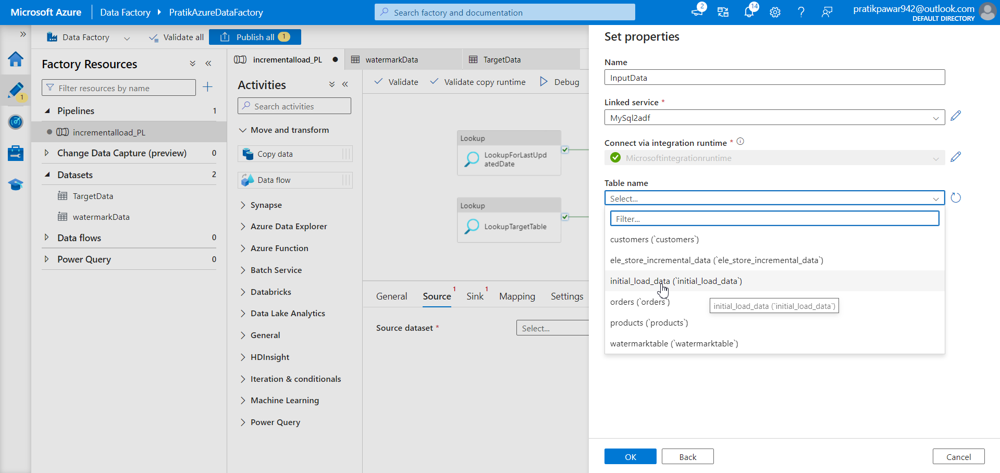 Microsoft Azure
Data Factory
PratikAzureDataFactory
Search factory and documentation
2
14
pratikpawar942@outlook.com
DEFAULT DIRECTORY
Data Factory
Validate all
Publish all
1
1
Factory Resources
Filter resources by name
Pipelines
1
incrementalload_PL
Change Data Capture (preview)
0
Datasets
2
TargetData
watermarkData
Data flows
0
Power Query
0
incrementalload_PL
watermarkData
TargetData
Activities
Search activities
Move and transform
Copy data
Data flow
Synapse
Azure Data Explorer
Azure Function
Batch Service
Databricks
Data Lake Analytics
General
HDInsight
Iteration & conditionals
Machine Learning
Power Query
Validate
Validate copy runtime
Debug
Lookup
LookupForLastUpd
atedDate
Lookup
LookupTargetTable
General
Source
1
Sink
1
Mapping
Settings
Source dataset *
Select...
Set properties
Name
InputData
Linked service *
MySql2adf
Connect via integration runtime *
Microsoftintegrationruntime
Table name
Select...
Filter...
customers (`customers`)
ele_store_incremental_data (`ele_store_incremental_data`)
initial_load_data (`initial_load_data`)
orders (`orders`)
initial_load_data (`initial_load_data`)
products (`products`)
watermarktable (`watermarktable`)
OK
Back
Cancel